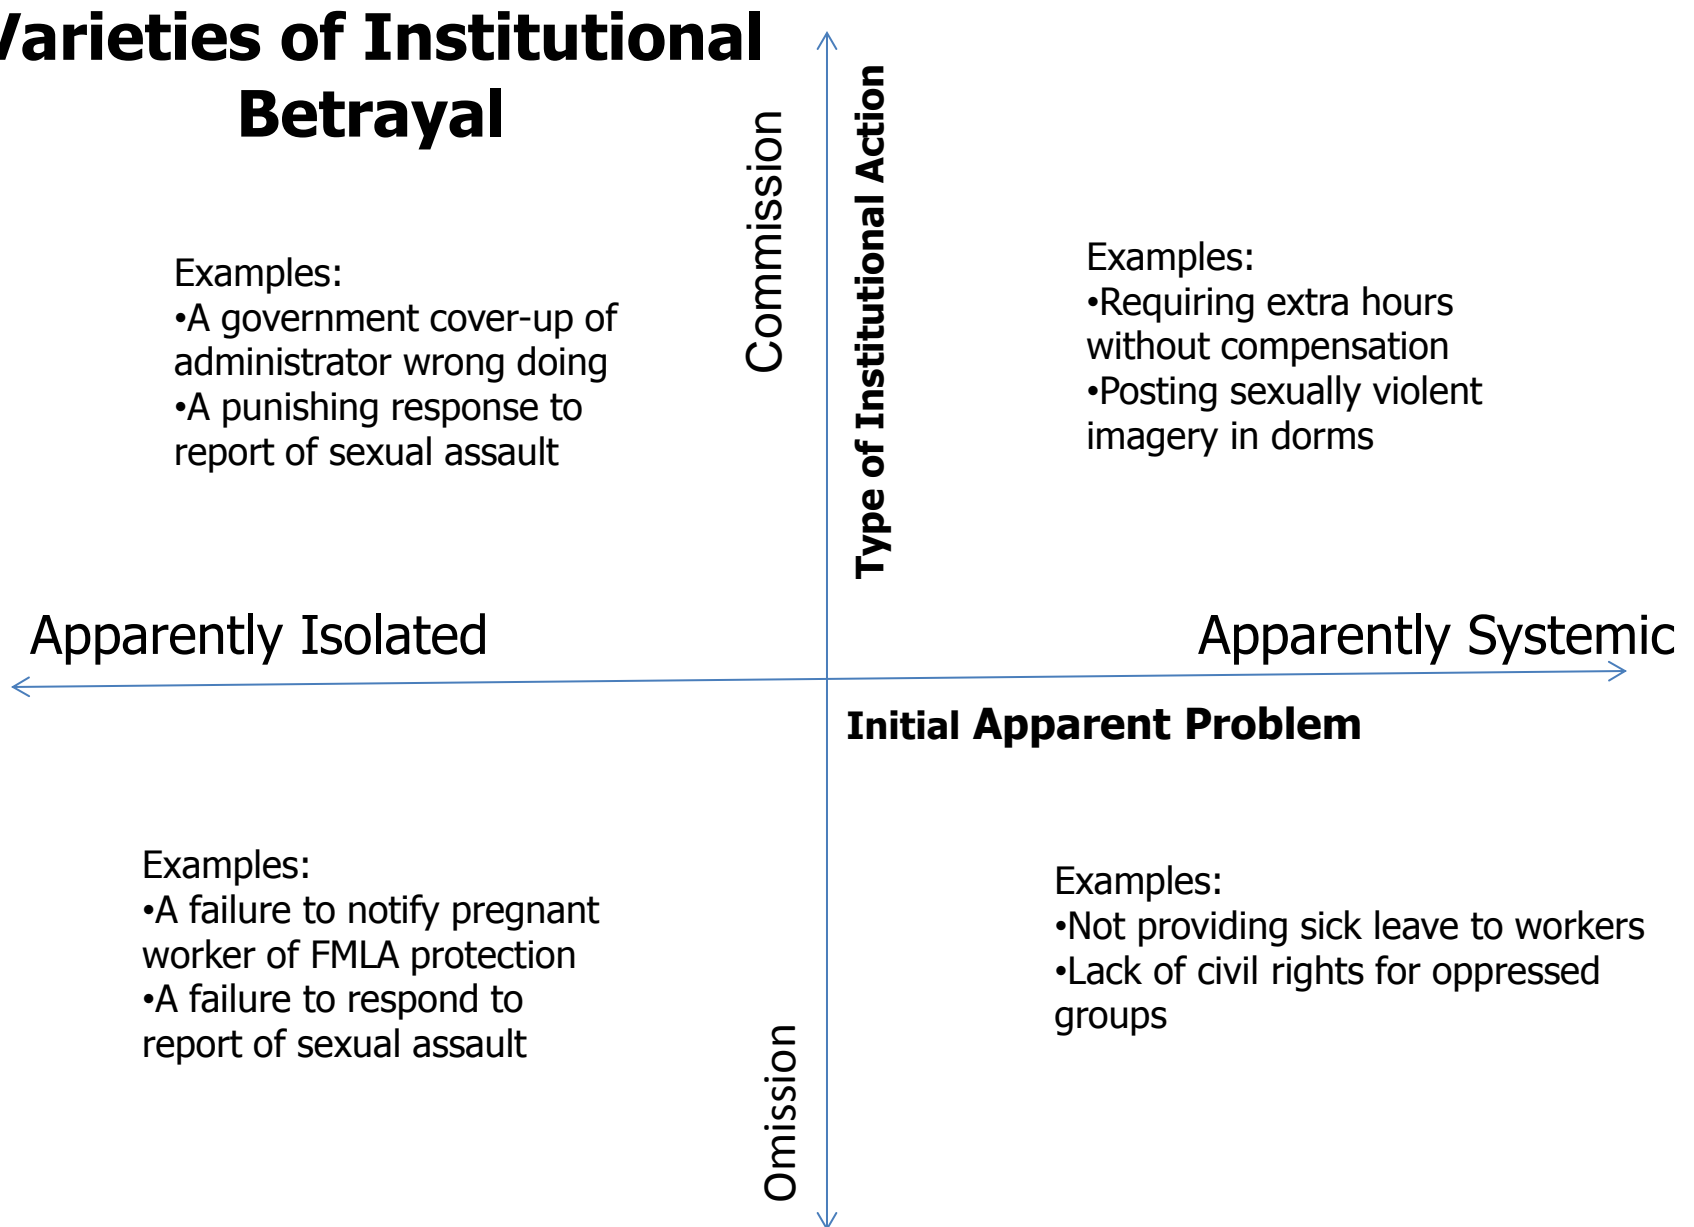 Varieties of Institutional
Betrayal
Commission
Type of Institutional Action
Examples:
•A government cover-up of
administrator wrong doing
•A punishing response to
report of sexual assault
Examples:
•Requiring extra hours
without compensation
•Posting sexually violent
imagery in dorms
Apparently Isolated
Apparently Systemic
Initial Apparent Problem
Examples:
•A failure to notify pregnant
worker of FMLA protection
•A failure to respond to
report of sexual assault
Examples:
•Not providing sick leave to workers
•Lack of civil rights for oppressed
groups
Omission